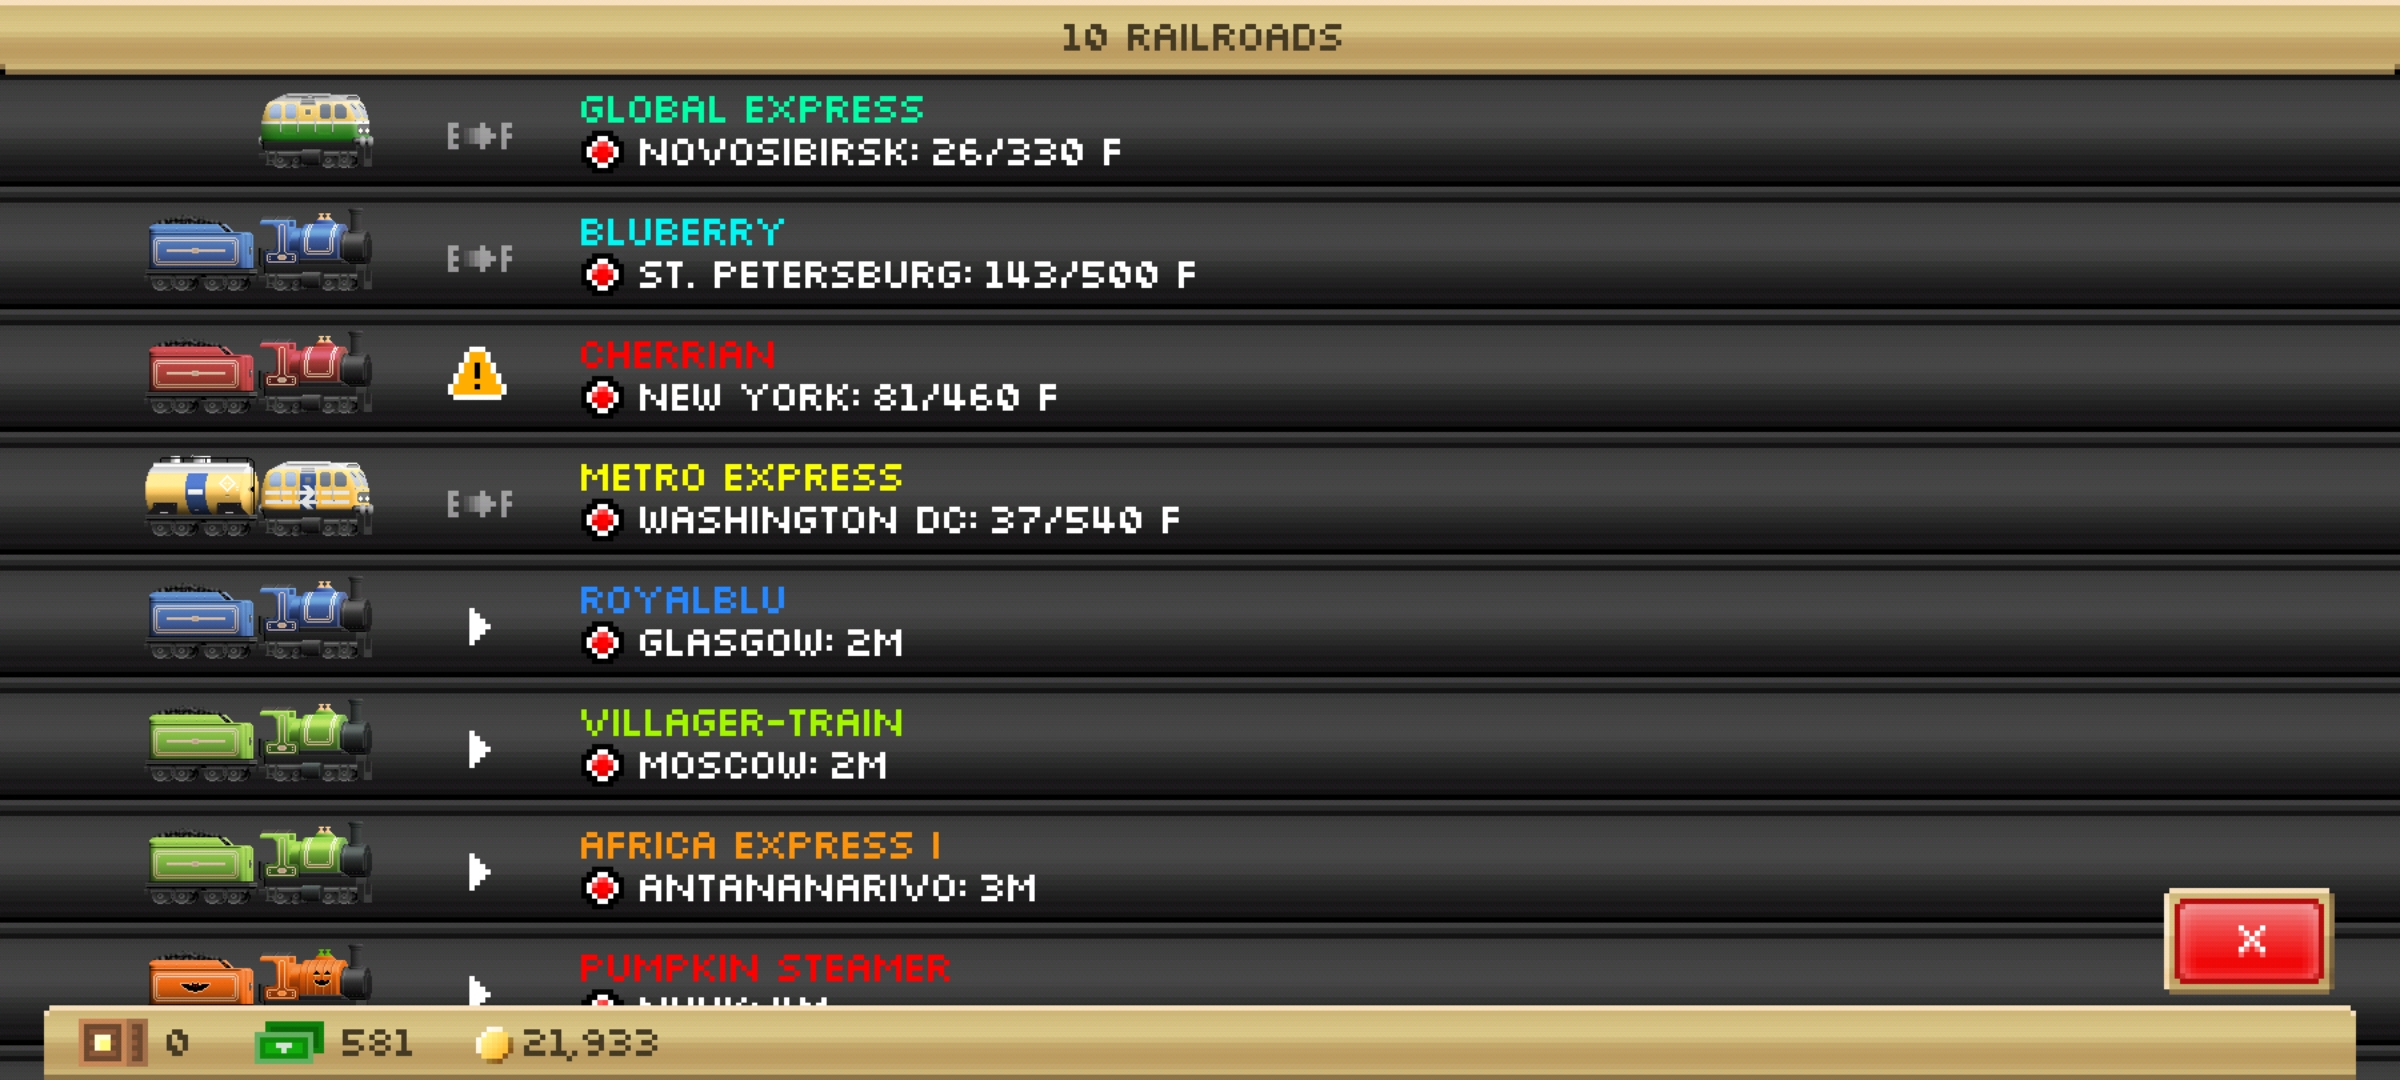 10 RAILROADS
GLOBAL EXPRESS
E F
NOVOSIBIRSK: 26/330 F
BLUBERRY
E F
ST. PETERSBURG: 143/500 F
CHERRIAN
!
NEW YORK: 81/460 F
METRO EXPRESS
E F
WASHINGTON DC: 37/540 F
ROYALBLU
GLASGOW: 2M
VILLAGER-TRAIN
MOSCOW: 2M
AFRICA EXPRESS I
ANTANANARIVO: 3M
X
PUMPKIN STEAMER
0 581 21,933